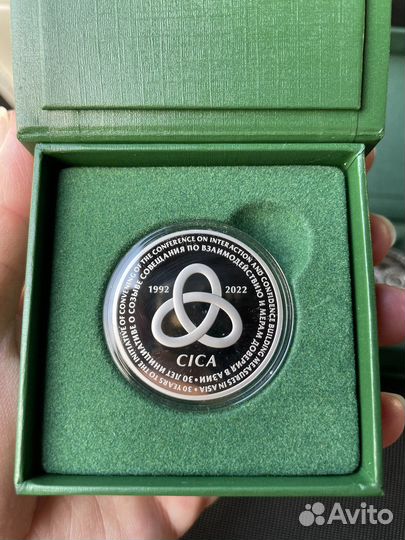 30 YEARS TO THE INITIATIVE OF CONVENING OF THE CONFERENCE ON INTERACTION AND CONFIDENCE BUILDING MEASURES IN ASIA •
30 ЛЕТ ИНИЦИАТИВЕ О СОЗЫВЕ СОВЕЩАНИЯ ПО ВЗАИМОДЕЙСТВИЮ И МЕРАМ ДОВЕРИЯ В АЗИИ •
1992 2022
CICA
Avito